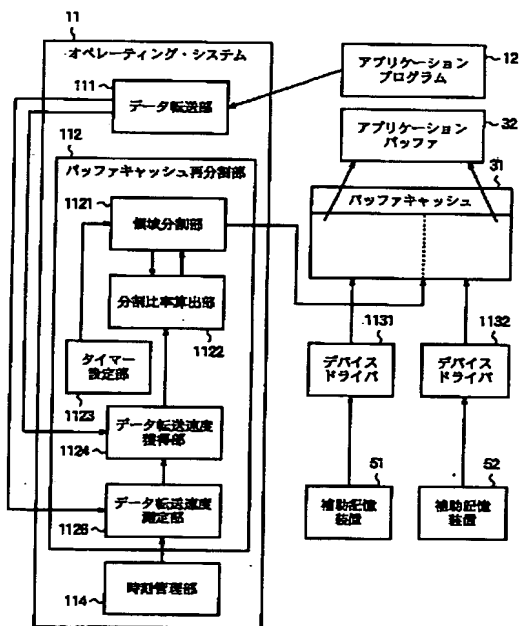 11
オペレーティング・システム
111
データ転送部
112
バッファキャッシュ再分割部
1121
領域分割部
分割比率算出部
1122
タイマー
設定部
1123
データ転送速度
獲得部
1124
データ転送速度
測定部
1125
時刻管理部
114
アプリケーション
プログラム
12
アプリケーション
バッファ
32
31
バッファキャッシュ
1131
デバイス
ドライバ
1132
デバイス
ドライバ
51
補助記憶
装置
52
補助記憶
装置